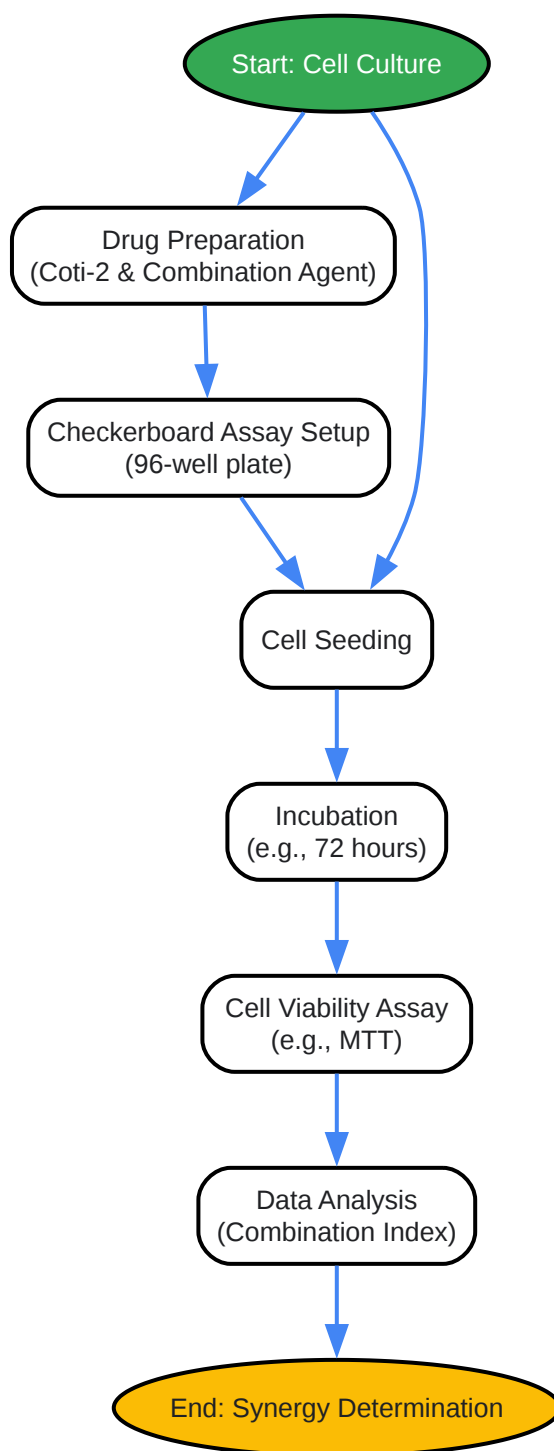 Start: Cell Culture
Drug Preparation
(Coti-2 & Combination Agent)
Checkerboard Assay Setup
(96-well plate)
Cell Seeding
Incubation
(e.g., 72 hours)
Cell Viability Assay
(e.g., MTT)
Data Analysis
(Combination Index)
End: Synergy Determination